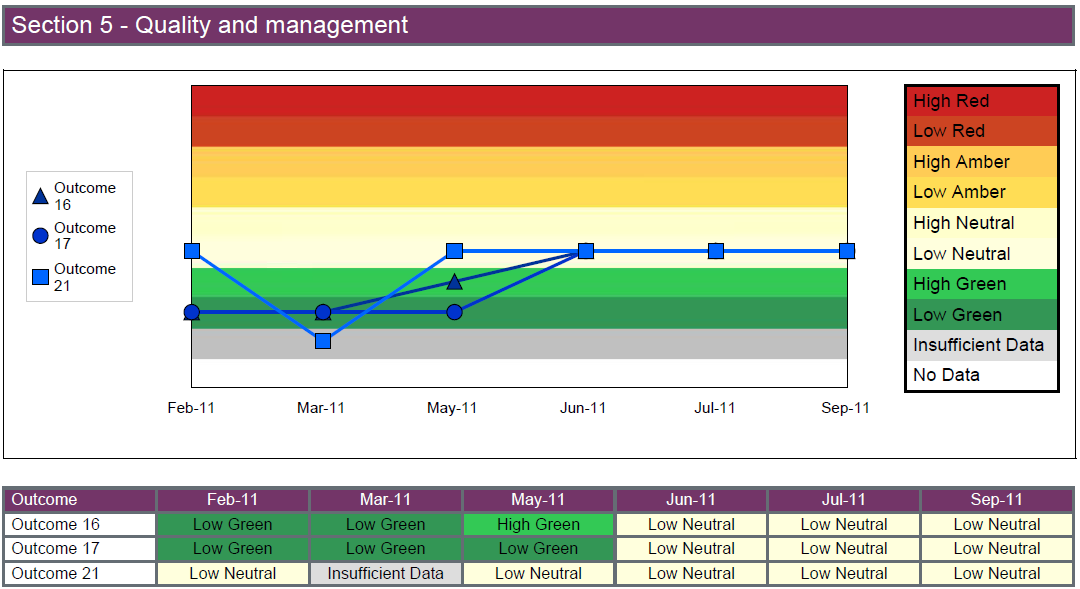 Section 5 - Quality and management
High Red
Low Red
High Amber
Low Amber
High Neutral
Low Neutral
High Green
Low Green
Insufficient Data
No Data
Outcome
16
Outcome
17
Outcome
21
Feb-11 Mar-11 May-11 Jun-11 Jul-11 Sep-11
Outcome Feb-11 Mar-11 May-11 Jun-11 Jul-11 Sep-11
Outcome 16 Low Green Low Green High Green Low Neutral Low Neutral Low Neutral
Outcome 17 Low Green Low Green Low Green Low Neutral Low Neutral Low Neutral
Outcome 21 Low Neutral Insufficient Data Low Neutral Low Neutral Low Neutral Low Neutral